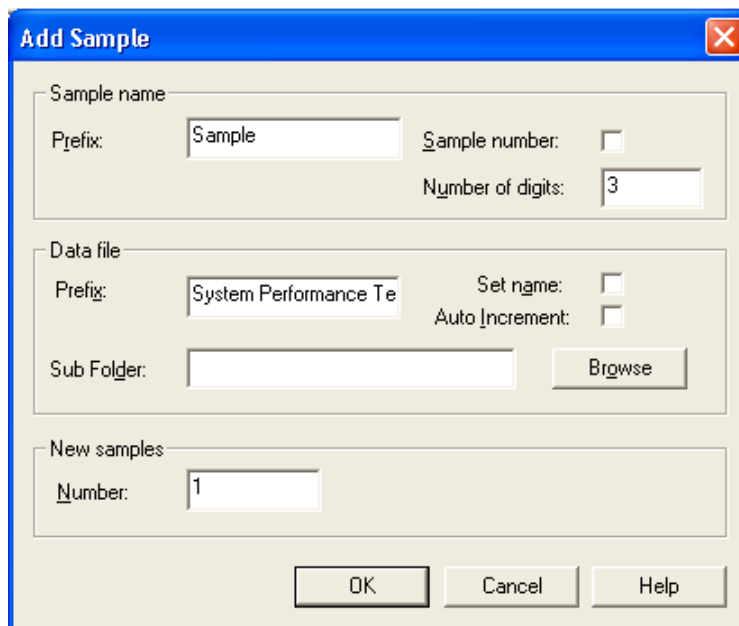 Add Sample
Sample name
Prefix: Sample Sample number:
Number of digits: 3
Data file
Prefix: System Performance Te Set name:
Auto Increment:
Sub Folder: Browse
New samples
Number: 1
OK Cancel Help